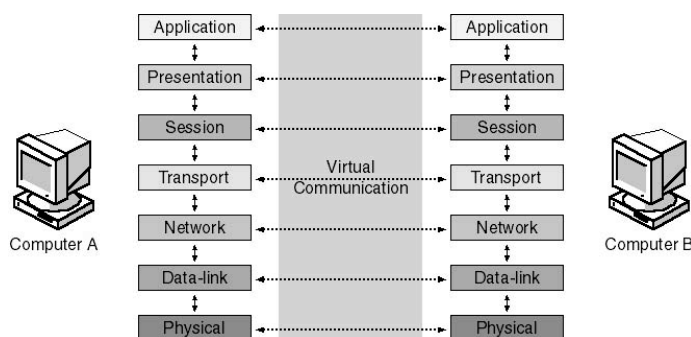 Application
Application
Presentation
Presentation
Session
Session
Transport
Virtual
Communication
Transport
Network
Network
Computer A
Computer B
Data-link
Data-link
Physical
Physical